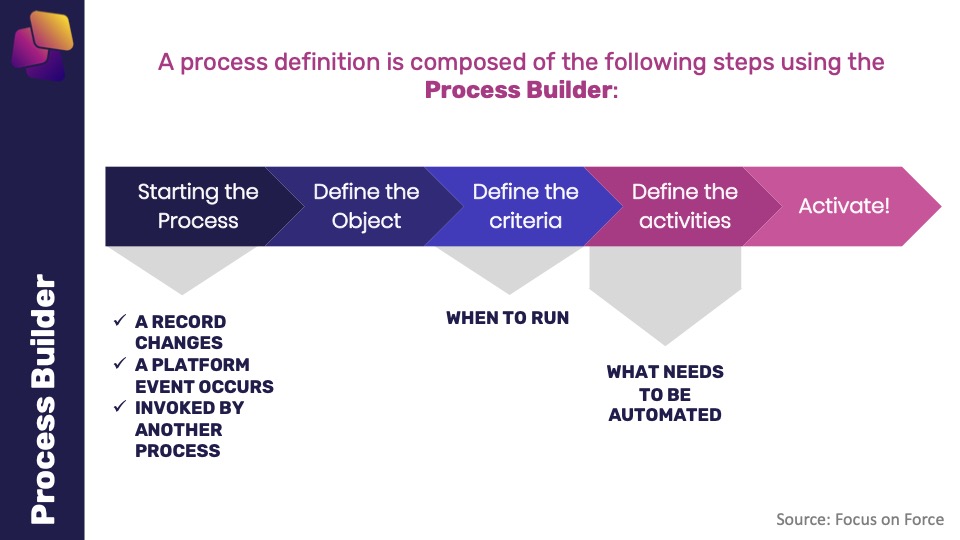 A process definition is composed of the following steps using the
Process Builder:
Starting the
Process
Define the
Object
Define the
criteria
Define the
activities
Activate!
✓ A RECORD
CHANGES
✓ A PLATFORM
EVENT OCCURS
✓ INVOKED BY
ANOTHER
PROCESS
WHEN TO RUN
WHAT NEEDS
TO BE
AUTOMATED
Process Builder
Source: Focus on Force